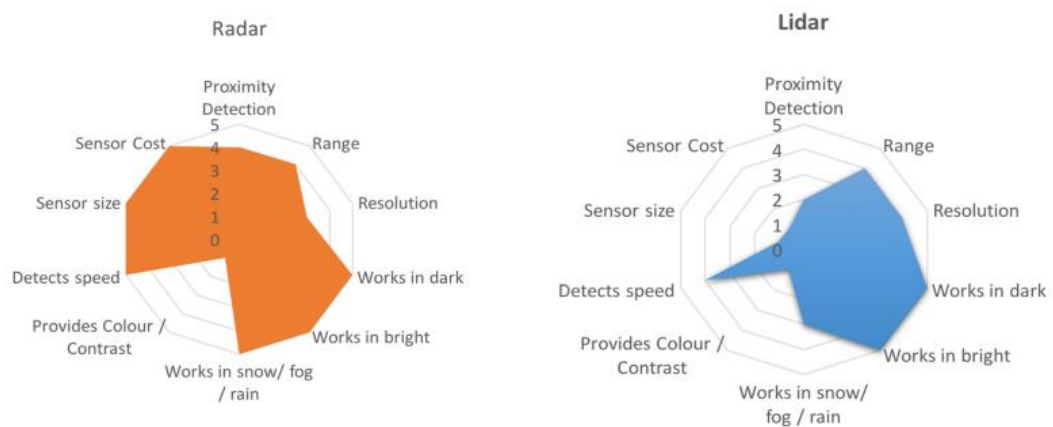 Radar
Proximity
Detection
5
4
3
2
1
0
Range
Resolution
Works in dark
Works in bright
Works in snow/ fog
/ rain
Provides Colour /
Contrast
Detects speed
Sensor size
Sensor Cost
Lidar
Proximity
Detection
5
4
3
2
1
0
Range
Resolution
Works in dark
Works in bright
Works in snow/
fog / rain
Provides Colour /
Contrast
Detects speed
Sensor size
Sensor Cost